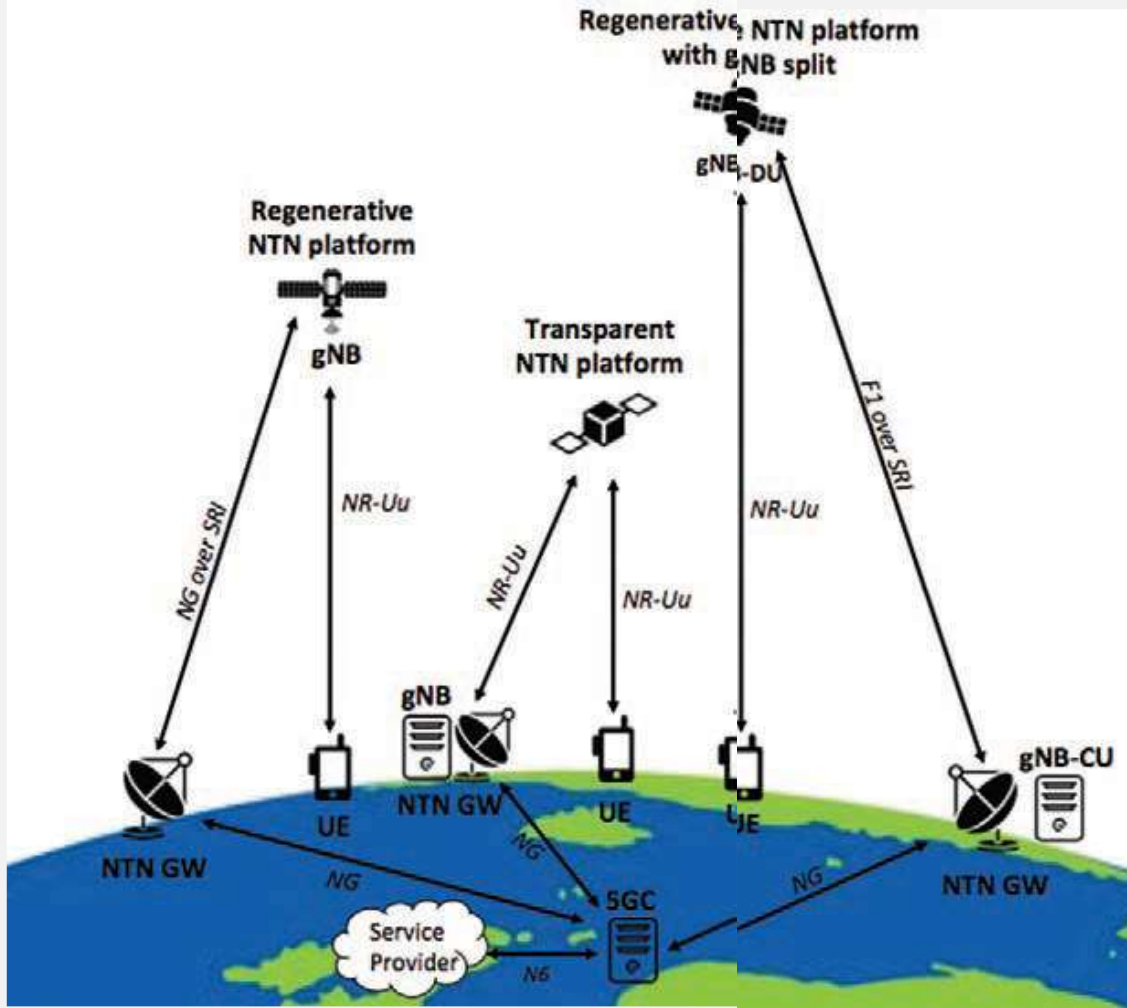 Regenerative NTN platform
with gNB split
gNB-DU
Regenerative
NTN platform
gNB
Transparent
NTN platform
NG over SRI
NR-Uu
NR-Uu
NR-Uu
NR-Uu
F1 over SRI
gNB
gNB-CU
NTN GW
UE
NTN GW
UE
UE
NTN GW
NG
NG
NG
5GC
Service
Provider
N6